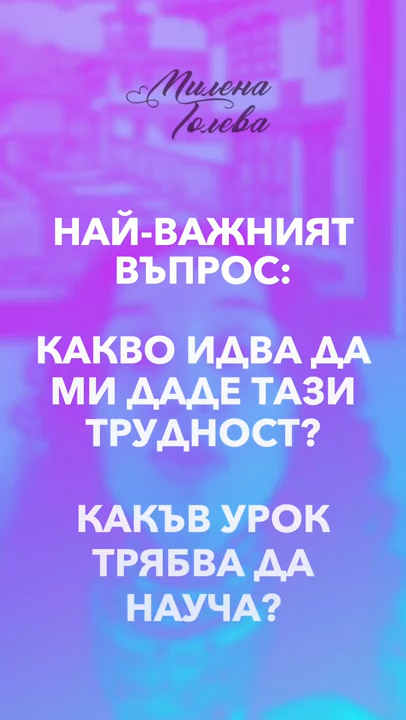 Милена
Голева
НАЙ-ВАЖНИЯТ
ВЪПРОС:
КАКВО ИДВА ДА
МИ ДАДЕ ТАЗИ
ТРУДНОСТ?
КАКЪВ УРОК
ТРЯБВА ДА
НАУЧА?